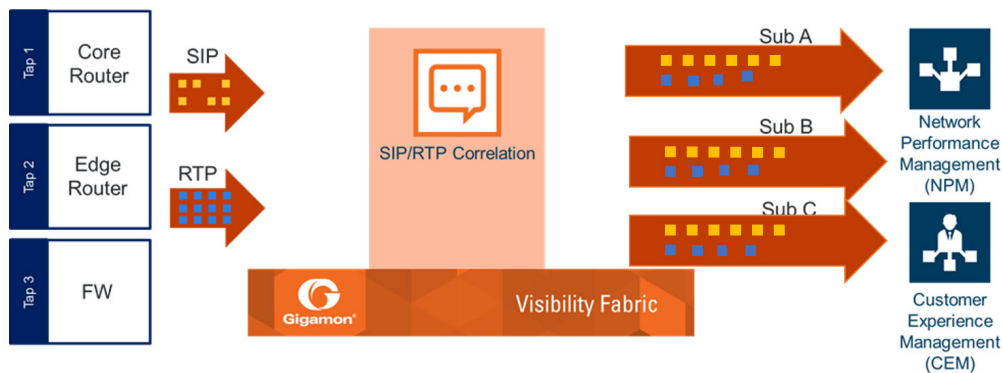 Tap 1
Core
Router
Tap 2
Edge
Router
Tap 3
FW
SIP
RTP
SIP/RTP Correlation
Gigamon®
Visibility Fabric
Sub A
Sub B
Sub C
Network
Performance
Management
(NPM)
Customer
Experience
Management
(CEM)